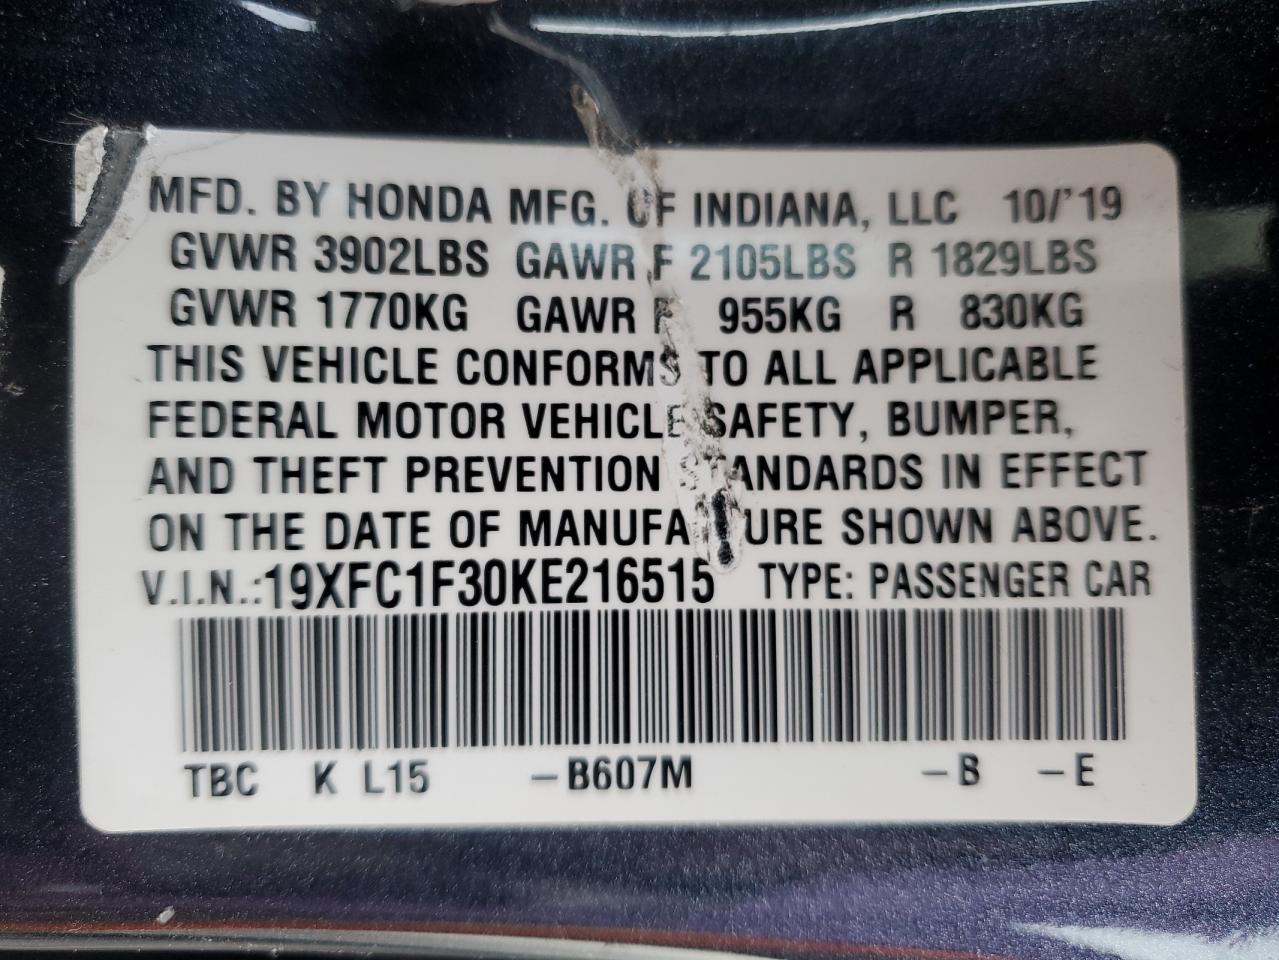 MFD. BY HONDA MFG. OF INDIANA, LLC 10/'19
GVWR 3902LBS GAWR F 2105LBS R 1829LBS
GVWR 1770KG GAWR F 955KG R 830KG
THIS VEHICLE CONFORMS TO ALL APPLICABLE
FEDERAL MOTOR VEHICLE SAFETY, BUMPER,
AND THEFT PREVENTION STANDARDS IN EFFECT
ON THE DATE OF MANUFACTURE SHOWN ABOVE.
V.I.N.:19XFC1F30KE216515 TYPE: PASSENGER CAR
TBC K L15 -B607M -B -E